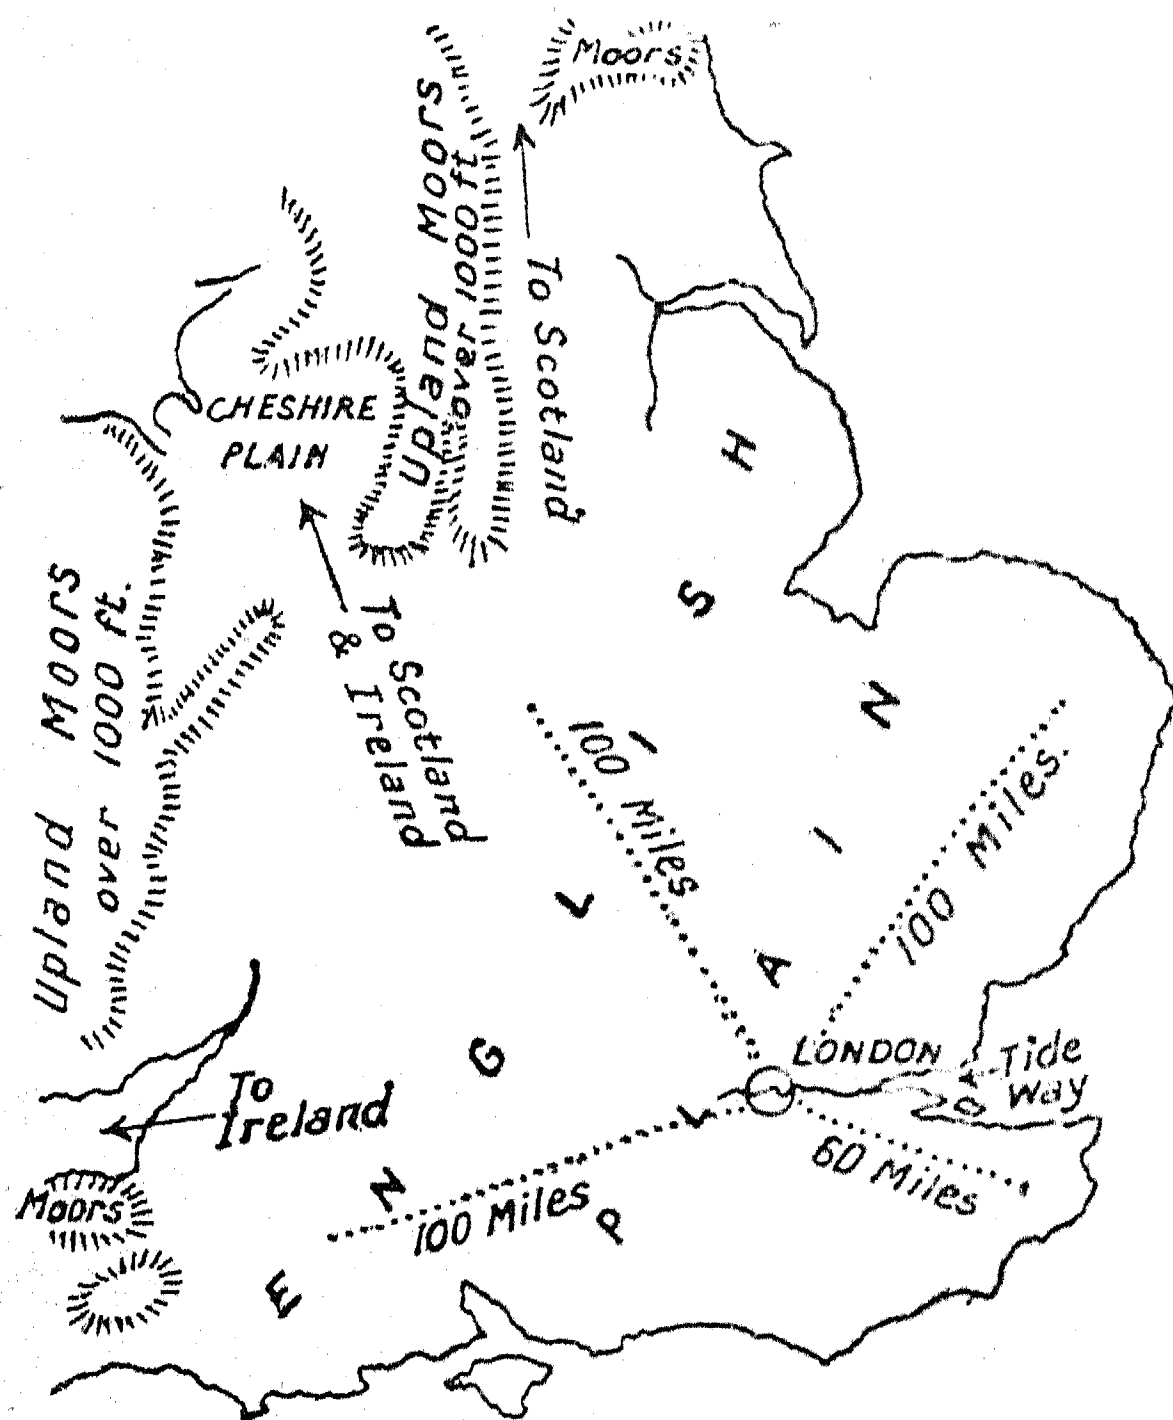 Moors
Upland Moors
over 1000 ft
To Scotland
CHESHIRE
PLAIN
To Scotland
& Ireland
Upland Moors
over 1000 ft.
ENGLISH
PLAIN
100 Miles
100 Miles.
LONDON
Tide
Way
To
Ireland
60 Miles
100 Miles
Moors